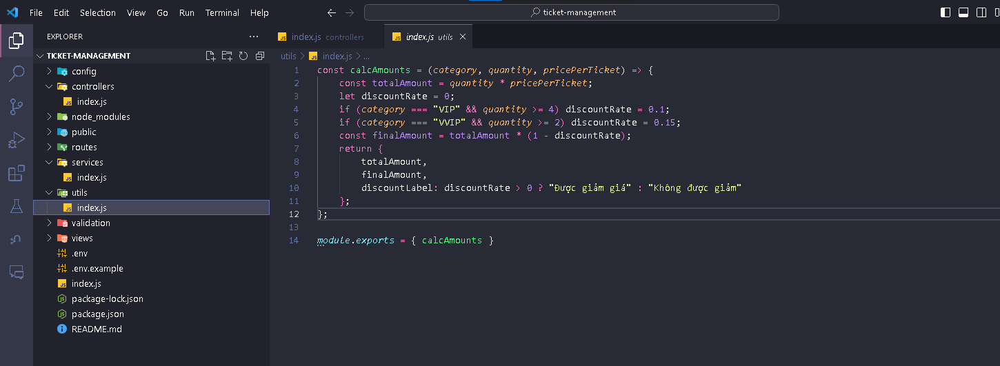 File Edit Selection View Go Run Terminal Help
ticket-management
EXPLORER
TICKET-MANAGEMENT
config
controllers
index.js
node_modules
public
routes
services
index.js
utils
index.js
validation
views
.env
.env.example
index.js
package-lock.json
package.json
README.md
index.js controllers
index.js utils
utils > index.js > ...
1 const calcAmounts = (category, quantity, pricePerTicket) => {
2 const totalAmount = quantity * pricePerTicket;
3 let discountRate = 0;
4 if (category === "VIP" && quantity >= 4) discountRate = 0.1;
5 if (category === "VVIP" && quantity >= 2) discountRate = 0.15;
6 const finalAmount = totalAmount * (1 - discountRate);
7 return {
8 totalAmount,
9 finalAmount,
10 discountLabel: discountRate > 0 ? "Được giảm giá" : "Không được giảm"
11 };
12 };
13
14 module.exports = { calcAmounts }